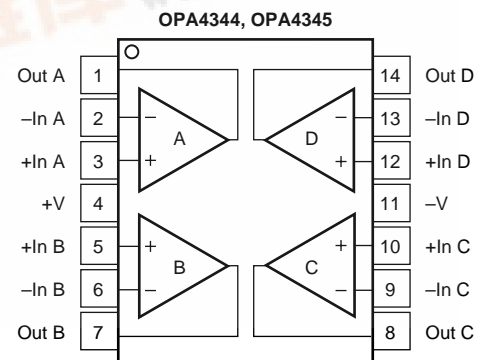 OPA4344, OPA4345
Out A 1 14 Out D
–In A 2 – – 13 –In D
A D
+In A 3 + + 12 +In D
+V 4 11 –V
+In B 5 + + 10 +In C
B C
–In B 6 – – 9 –In C
Out B 7 8 Out C